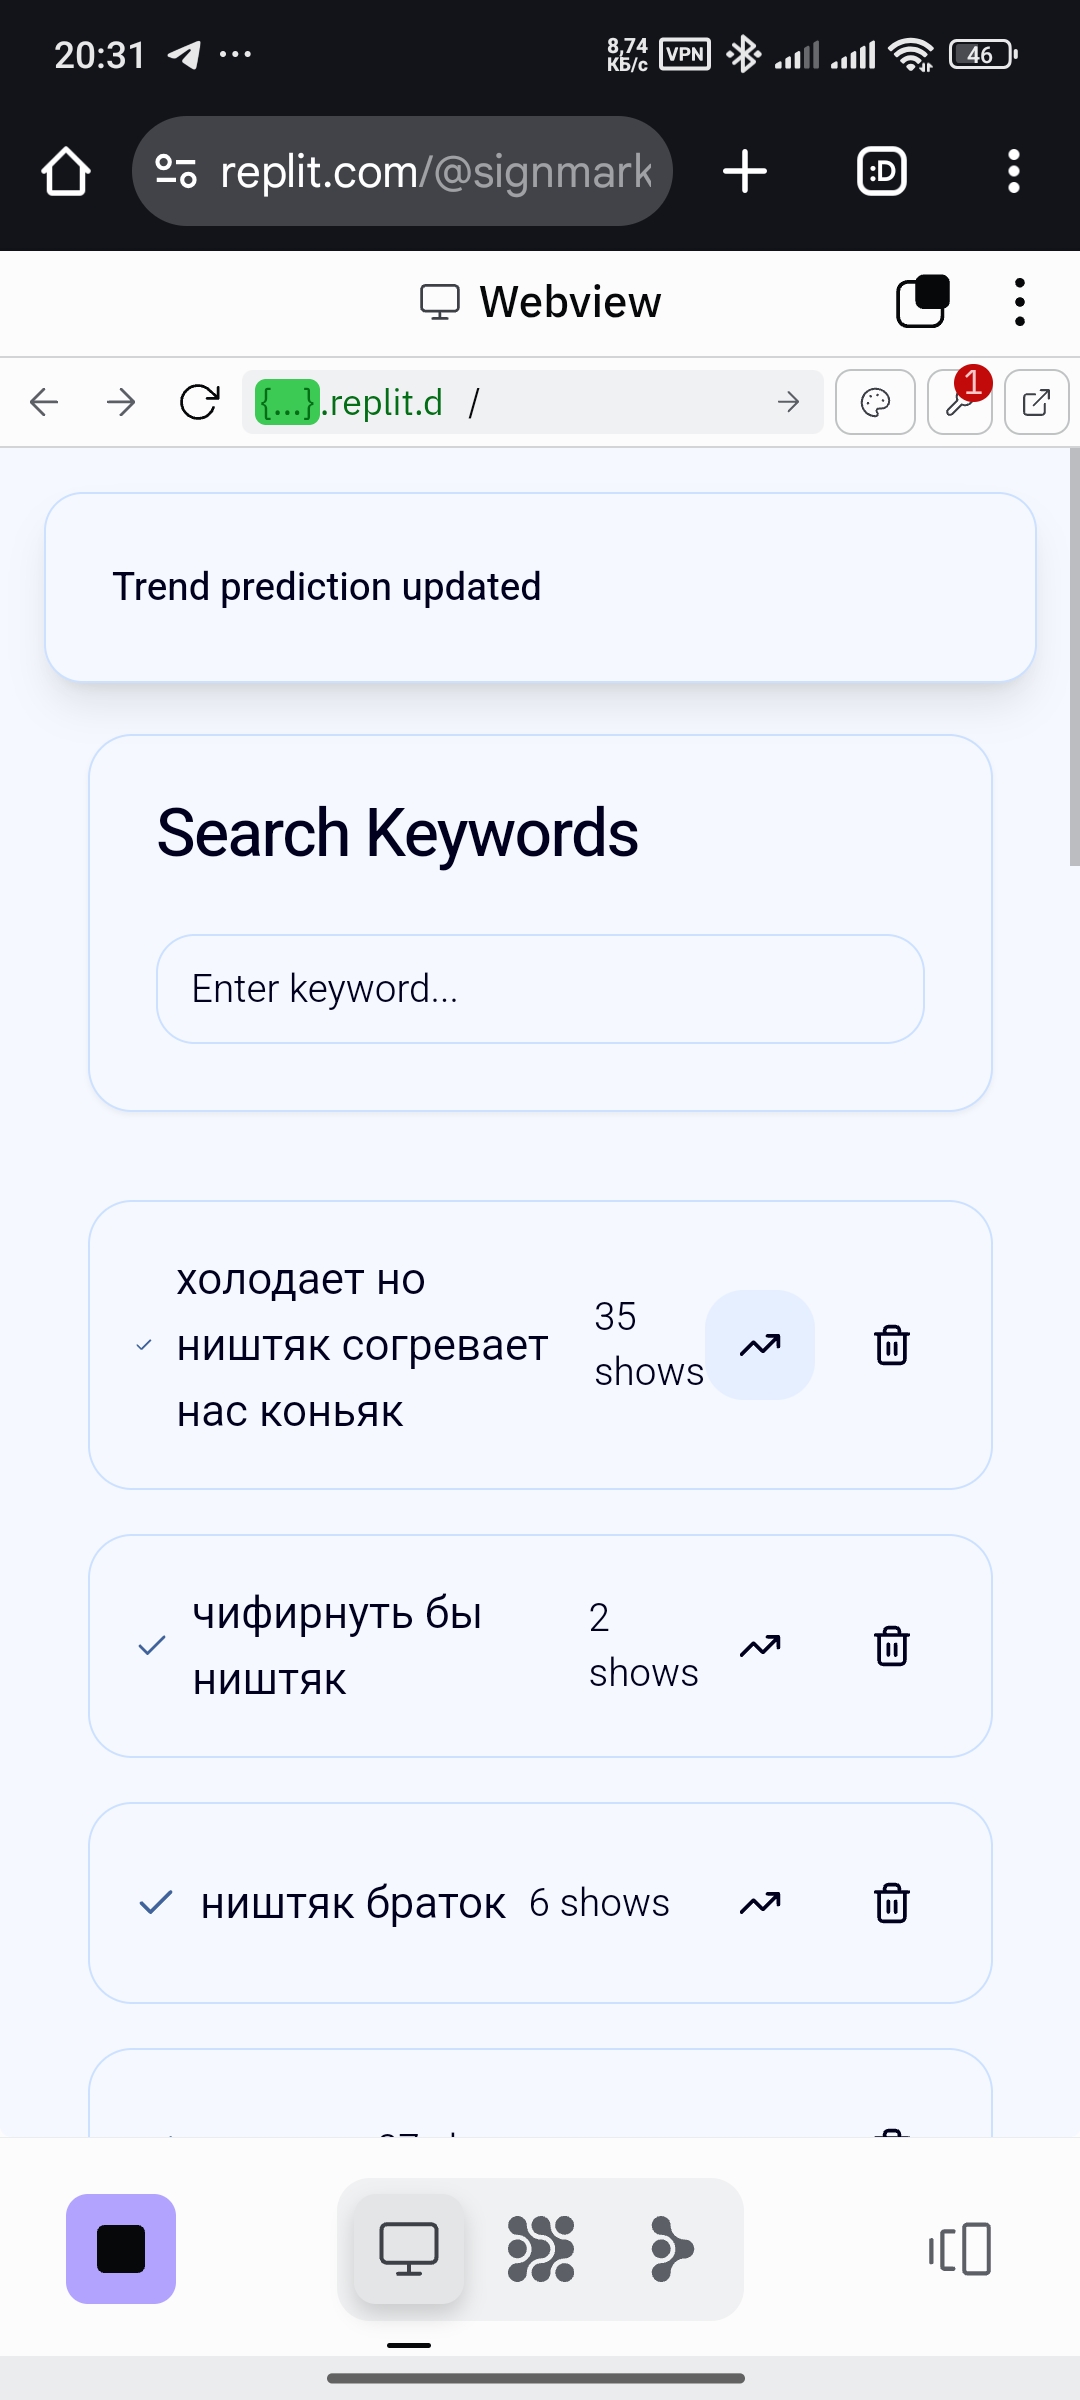 20:31
8,74
КБ/с
VPN
46
replit.com/@signmark
:D
Webview
{...}.replit.d /
1
Trend prediction updated
Search Keywords
Enter keyword...
холодает но
ништяк согревает
нас коньяк
35
shows
чифирнуть бы
ништяк
2
shows
ништяк браток 6 shows